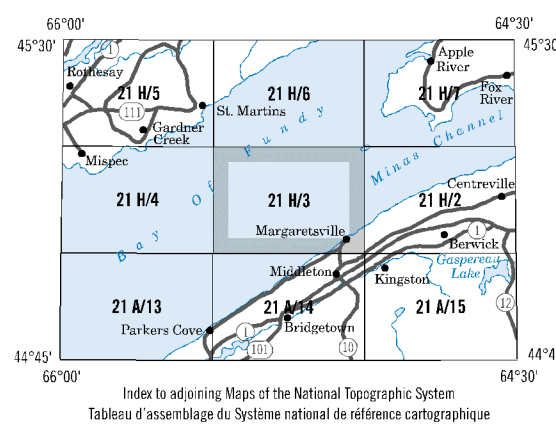 66°00' 64°30'
45°30' 45°30'
1
Rothesay
21 H/5
111
St. Martins
Gardner
Creek
Mispec
21 H/6
Apple
River
21 H/7
Fox
River
Bay Of Fundy
Minas Channel
21 H/4
21 H/3
Margaretsville
21 H/2
Centreville
1
Berwick
Gaspereau
Lake
Middleton
Kingston
21 A/13
Parkers Cove
21 A/14
1
Bridgetown
101
10
21 A/15
12
44°45' 44°4
66°00' 64°30'
Index to adjoining Maps of the National Topographic System
Tableau d'assemblage du Système national de référence cartographique